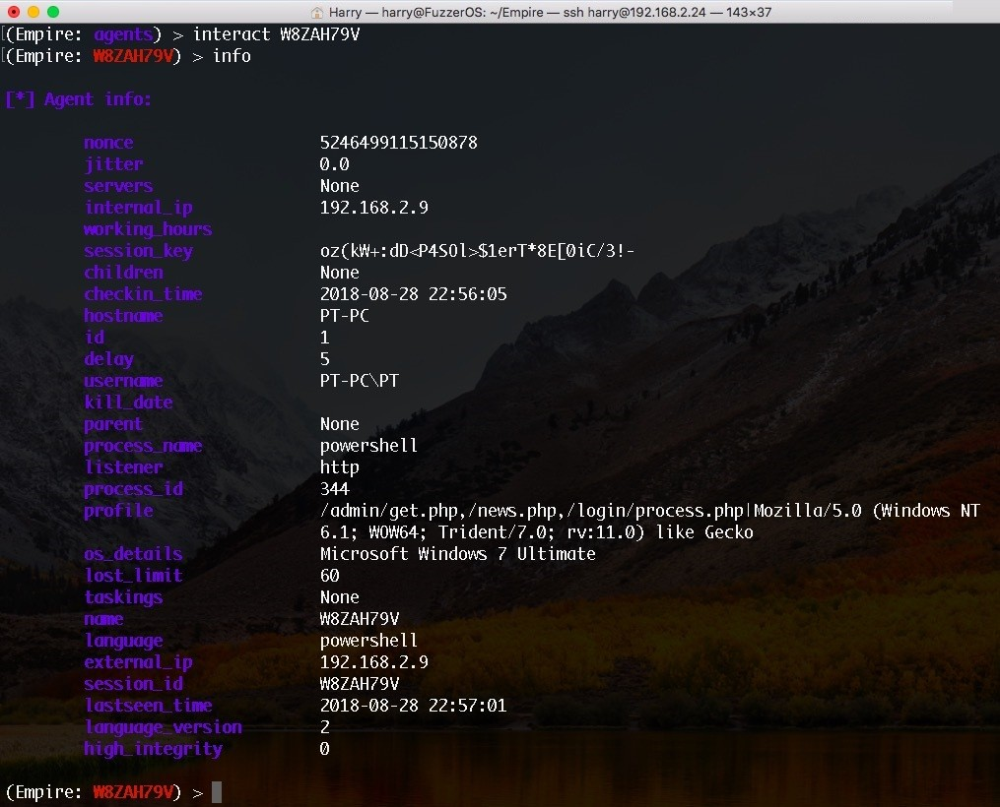 Harry — harry@FuzzerOS: ~/Empire — ssh harry@192.168.2.24 — 143×37
[(Empire: agents) > interact W8ZAH79V
[(Empire: W8ZAH79V) > info
[*] Agent info:
nonce 5246499115150878
jitter 0.0
servers None
internal_ip 192.168.2.9
working_hours
session_key oz(kW+:dD<P4SOl>$1erT*8E[0iC/3!-
children None
checkin_time 2018-08-28 22:56:05
hostname PT-PC
id 1
delay 5
username PT-PC\PT
kill_date
parent None
process_name powershell
listener http
process_id 344
profile /admin/get.php,/news.php,/login/process.php|Mozilla/5.0 (Windows NT
6.1; WOW64; Trident/7.0; rv:11.0) like Gecko
os_details Microsoft Windows 7 Ultimate
lost_limit 60
taskings None
name W8ZAH79V
language powershell
external_ip 192.168.2.9
session_id W8ZAH79V
lastseen_time 2018-08-28 22:57:01
language_version 2
high_integrity 0
(Empire: W8ZAH79V) >